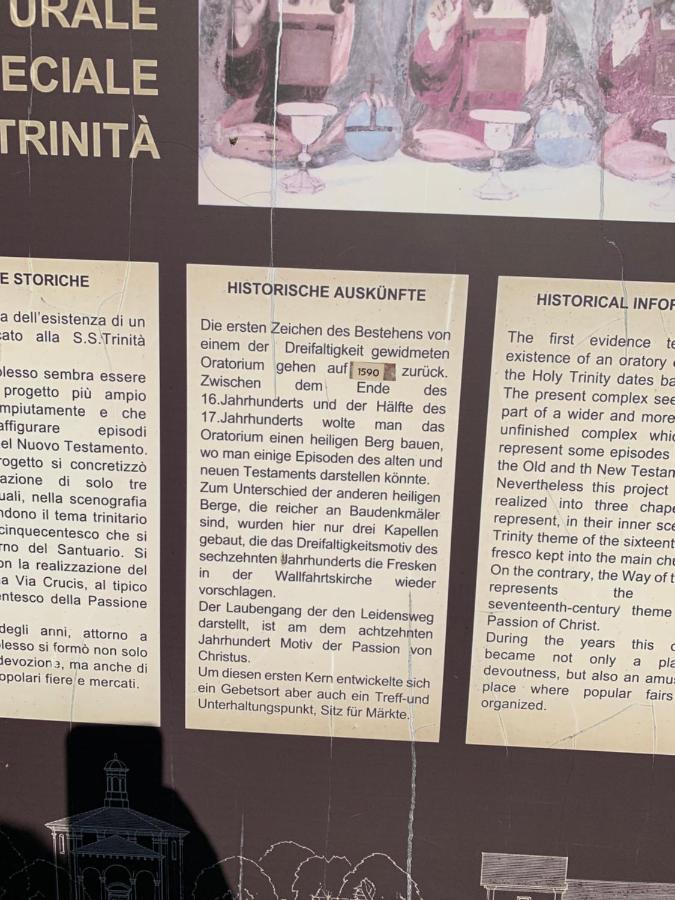 URALE
ECIALE
TRINITÀ
E STORICHE
a dell'esistenza di un
cato alla S.S.Trinità
plesso sembra essere
progetto più ampio
mpiutamente e che
affigurare episodi
el Nuovo Testamento.
rogetto si concretizzò
azione di solo tre
uali, nella scenografia
ndono il tema trinitario
cinquecentesco che si
rno del Santuario. Si
on la realizzazione del
a Via Crucis, al tipico
entesco della Passione
degli anni, attorno a
plesso si formò non solo
devozione, ma anche di
opolari fiere e mercati.
HISTORISCHE AUSKÜNFTE
Die ersten Zeichen des Bestehens von
einem der Dreifaltigkeit gewidmeten
Oratorium gehen auf 1590 zurück.
Zwischen dem Ende des
16.Jahrhunderts und der Hälfte des
17.Jahrhunderts wolte man das
Oratorium einen heiligen Berg bauen,
wo man einige Episoden des alten und
neuen Testaments darstellen könnte.
Zum Unterschied der anderen heiligen
Berge, die reicher an Baudenkmäler
sind, wurden hier nur drei Kapellen
gebaut, die das Dreifaltigkeitsmotiv des
sechzehnten Jahrhunderts die Fresken
in der Wallfahrtskirche wieder
vorschlagen.
Der Laubengang der den Leidensweg
darstellt, ist am dem achtzehnten
Jahrhundert Motiv der Passion von
Christus.
Um diesen ersten Kern entwickelte sich
ein Gebetsort aber auch ein Treff-und
Unterhaltungspunkt, Sitz für Märkte.
HISTORICAL INFOR
The first evidence te
existence of an oratory
the Holy Trinity dates ba
The present complex see
part of a wider and more
unfinished complex whic
represent some episodes
the Old and th New Testam
Nevertheless this project
realized into three chape
represent, in their inner sce
Trinity theme of the sixteent
fresco kept into the main chu
On the contrary, the Way of t
represents the
seventeenth-century theme
Passion of Christ.
During the years this c
became not only a pla
devoutness, but also an amu
place where popular fairs
organized.